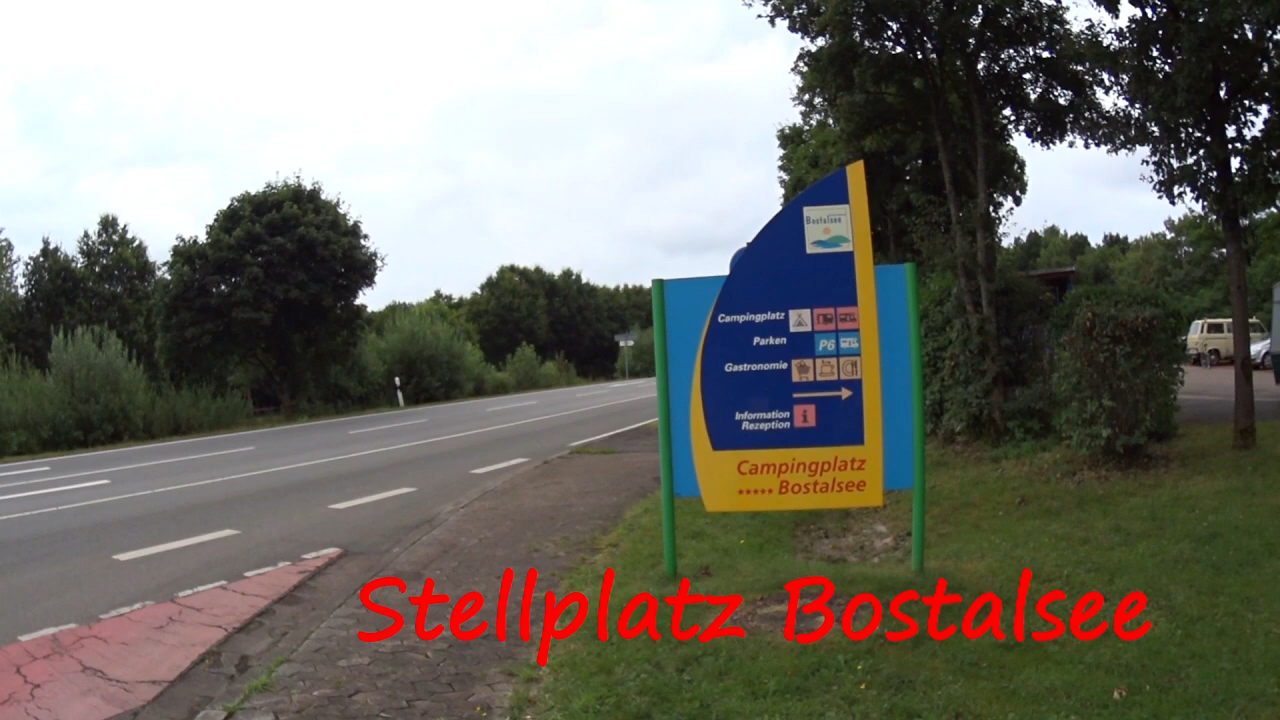 Bostalsee
Campingplatz
Parken P6
Gastronomie
Information i
Rezeption
Campingplatz
***** Bostalsee
Stellplatz Bostalsee